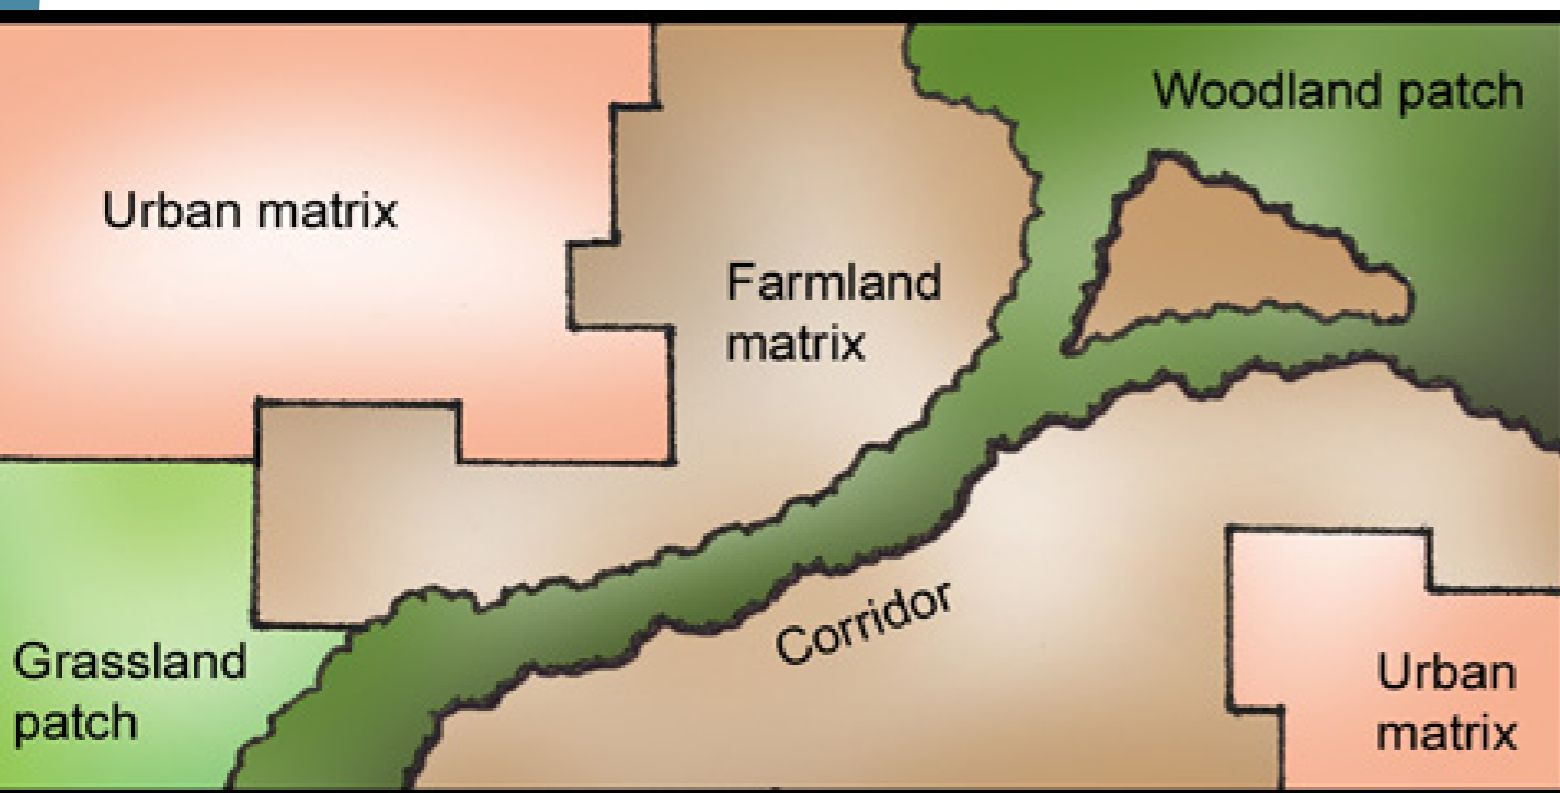 Woodland patch
Urban matrix
Farmland
matrix
Corridor
Grassland
patch
Urban
matrix